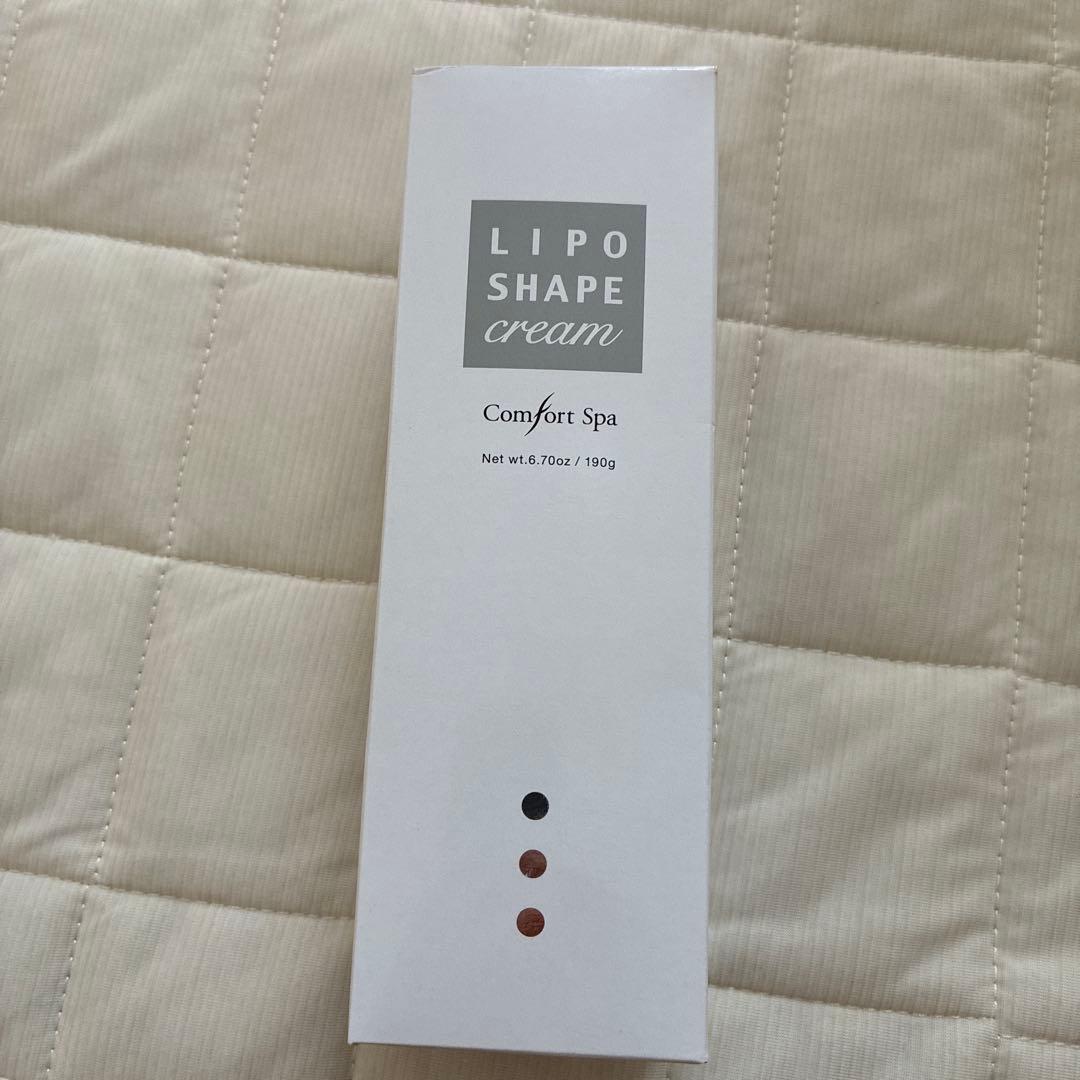 LIPO
SHAPE
cream
Comfort Spa
Net wt.6.70oz / 190g